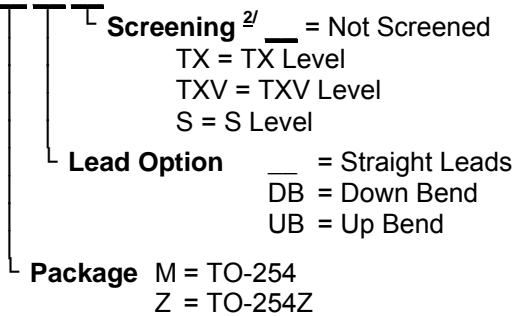 Screening 2/ __ = Not Screened
TX = TX Level
TXV = TXV Level
S = S Level
Lead Option __ = Straight Leads
DB = Down Bend
UB = Up Bend
Package M = TO-254
Z = TO-254Z